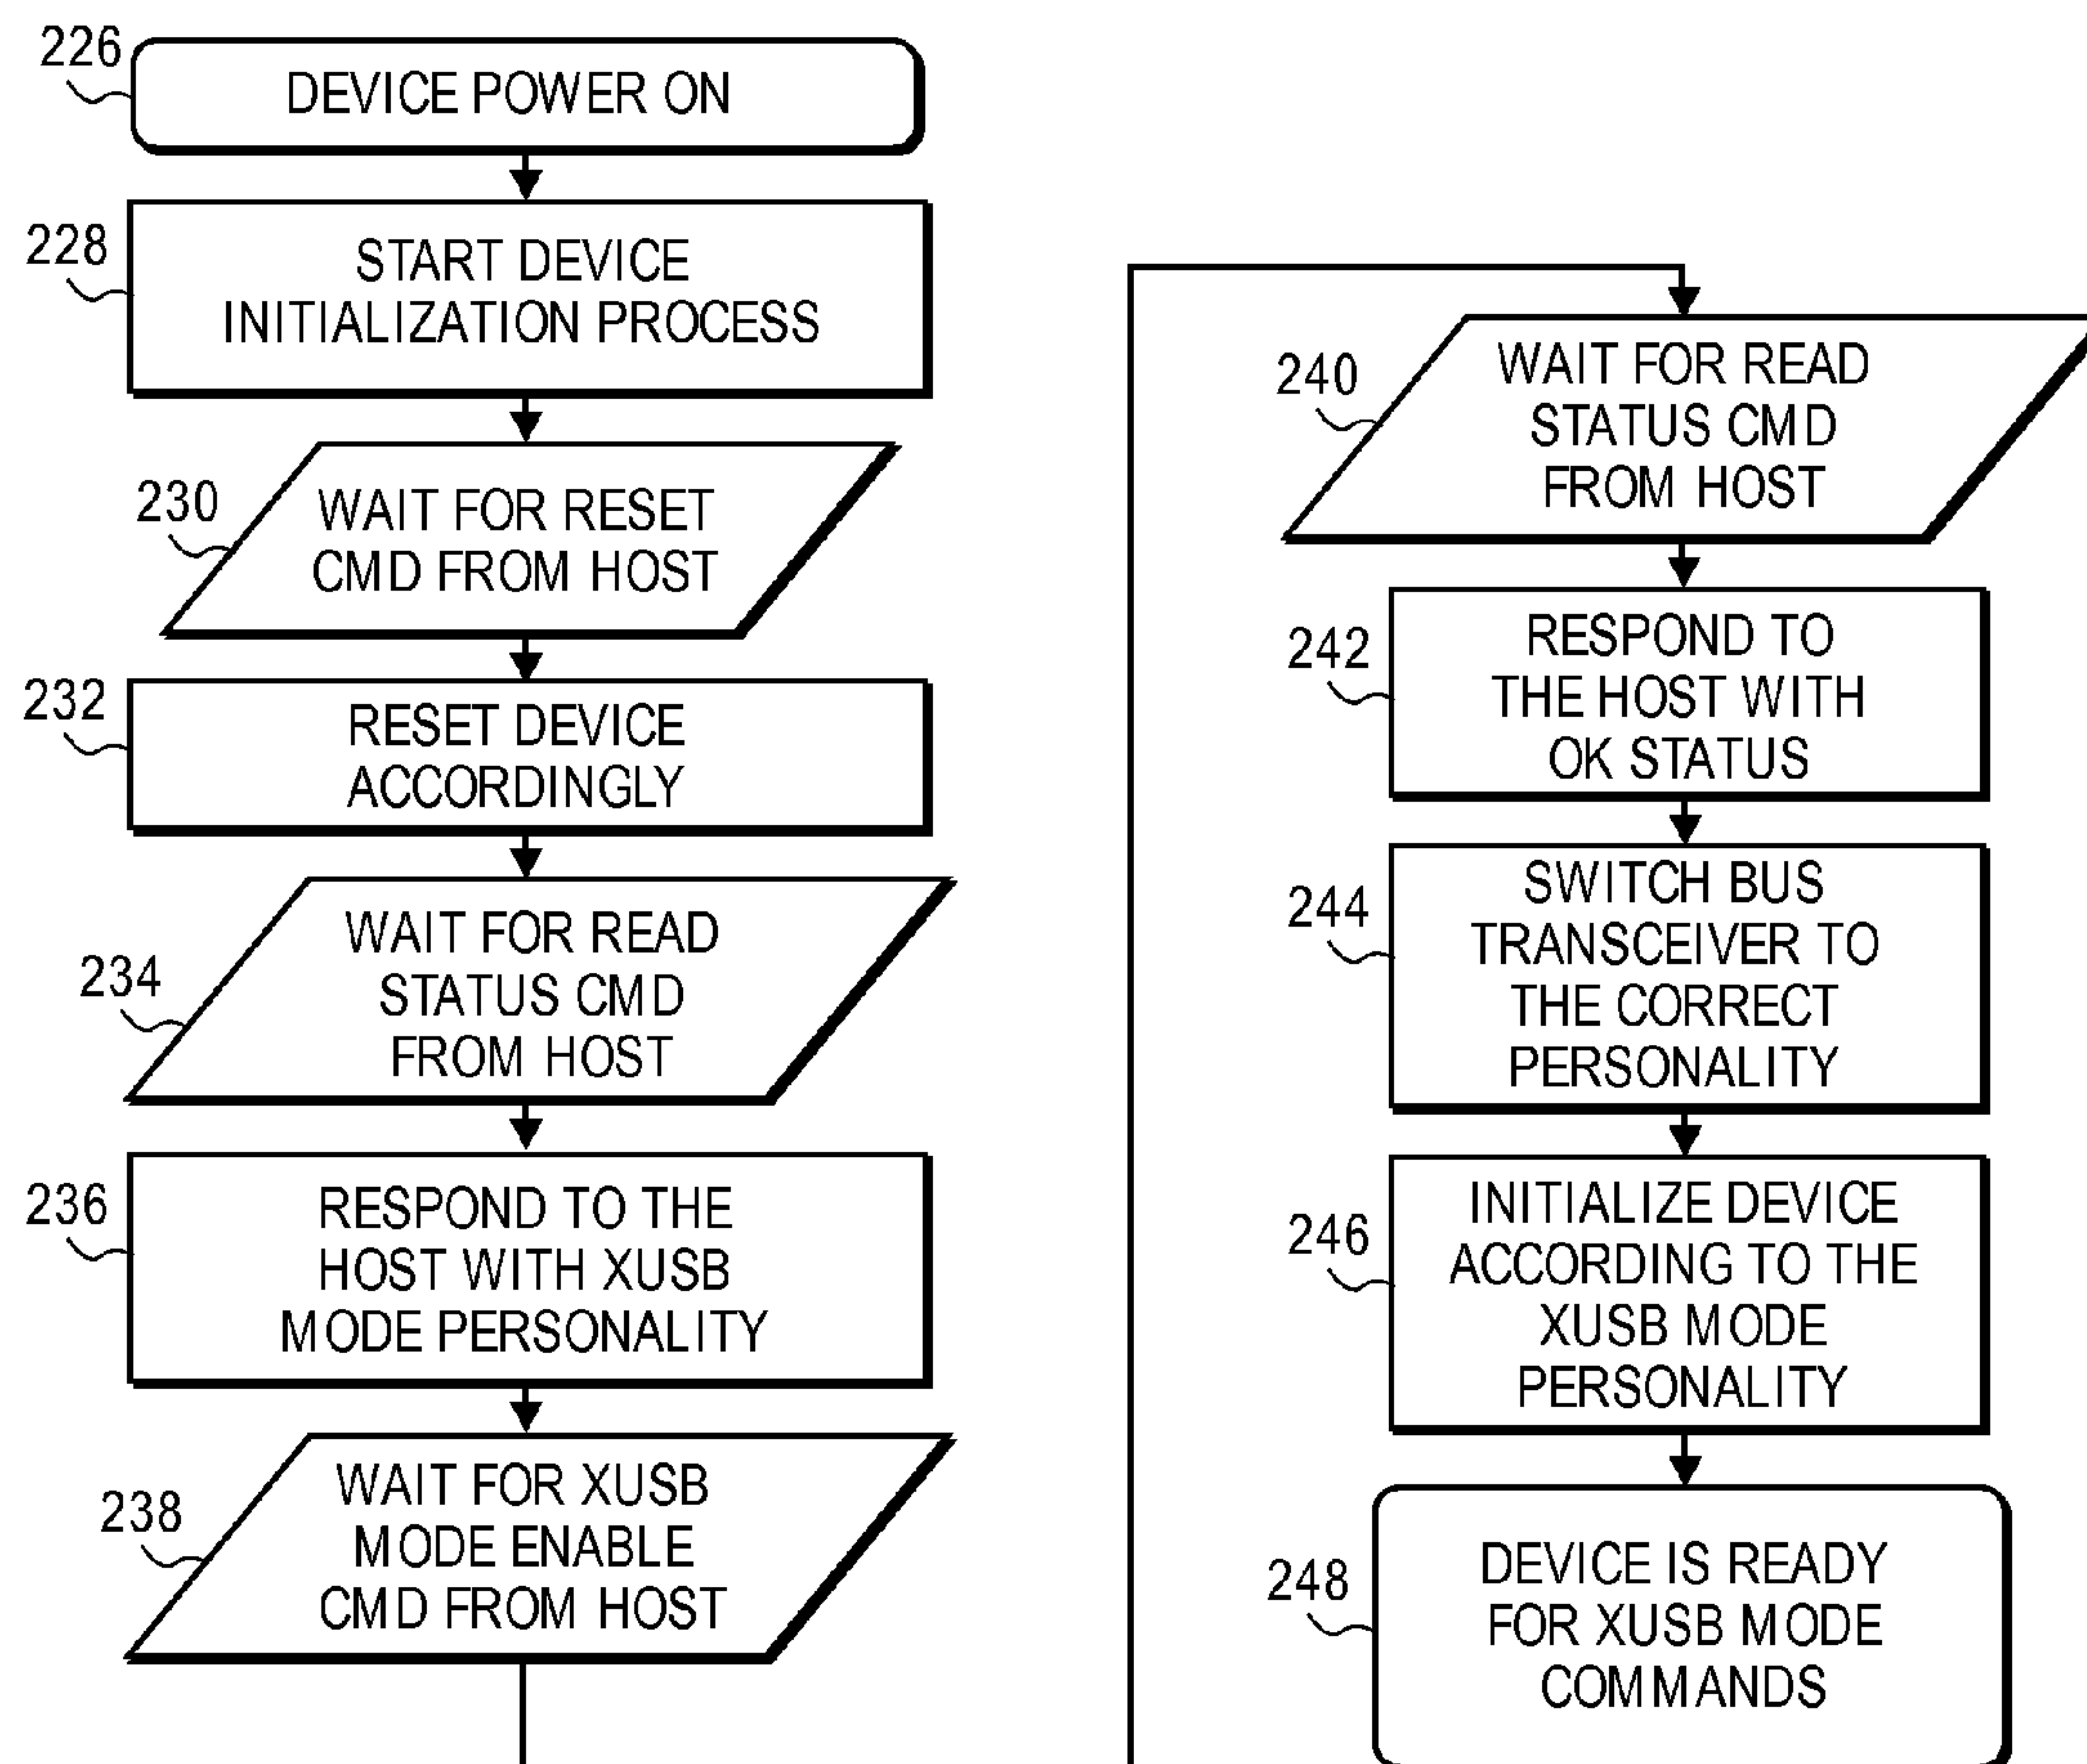 226
DEVICE POWER ON
228
START DEVICE
INITIALIZATION PROCESS
230
WAIT FOR RESET
CMD FROM HOST
232
RESET DEVICE
ACCORDINGLY
234
WAIT FOR READ
STATUS CMD
FROM HOST
236
RESPOND TO THE
HOST WITH XUSB
MODE PERSONALITY
238
WAIT FOR XUSB
MODE ENABLE
CMD FROM HOST
240
WAIT FOR READ
STATUS CMD
FROM HOST
242
RESPOND TO
THE HOST WITH
OK STATUS
244
SWITCH BUS
TRANSCEIVER TO
THE CORRECT
PERSONALITY
246
INITIALIZE DEVICE
ACCORDING TO THE
XUSB MODE
PERSONALITY
248
DEVICE IS READY
FOR XUSB MODE
COMMANDS